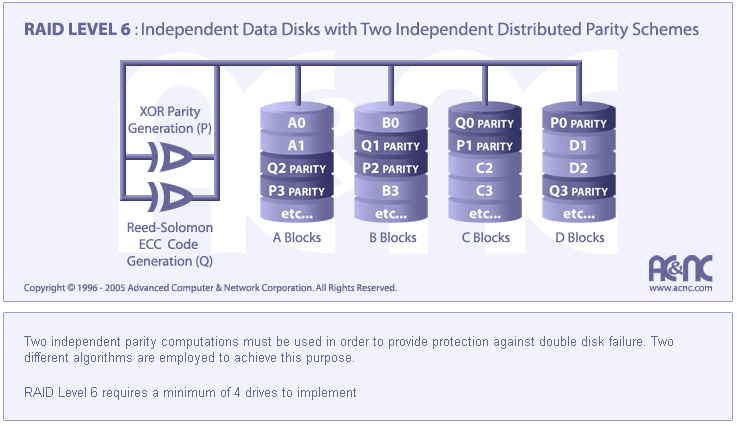 RAID LEVEL 6 : Independent Data Disks with Two Independent Distributed Parity Schemes
XOR Parity
Generation (P)
Reed-Solomon
ECC Code
Generation (Q)
A0
A1
Q2 PARITY
P3 PARITY
etc...
A Blocks
B0
Q1 PARITY
P2 PARITY
B3
etc...
B Blocks
Q0 PARITY
P1 PARITY
C2
C3
etc...
C Blocks
P0 PARITY
D1
D2
Q3 PARITY
etc...
D Blocks
AC&NC
www.acnc.com
Copyright © 1996 - 2005 Advanced Computer & Network Corporation. All Rights Reserved.
Two independent parity computations must be used in order to provide protection against double disk failure. Two
different algorithms are employed to achieve this purpose.
RAID Level 6 requires a minimum of 4 drives to implement